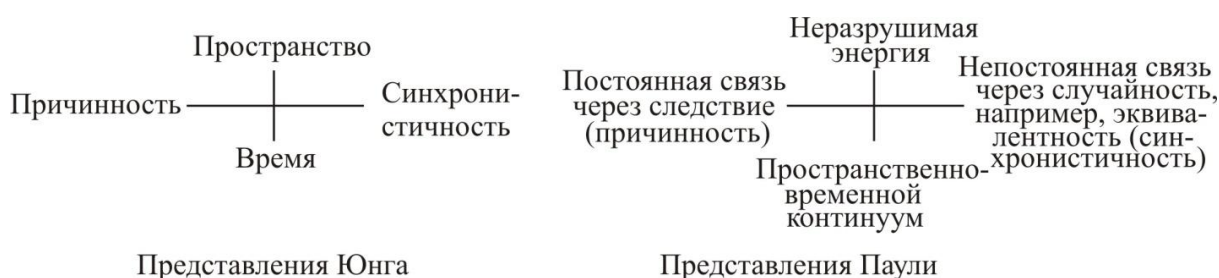 Пространство
Причинность
Синхрони-
стичность
Время
Представления Юнга
Неразрушимая
энергия
Постоянная связь
через следствие
(причинность)
Непостоянная связь
через случайность,
например, эквива-
лентность (син-
хронистичность)
Пространственно-
временной
континуум
Представления Паули